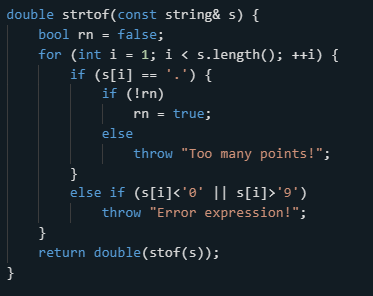 double strtof(const string& s) {
    bool rn = false;
    for (int i = 1; i < s.length(); ++i) {
        if (s[i] == '.') {
            if (!rn)
                rn = true;
            else
                throw "Too many points!";
        }
        else if (s[i]<'0' || s[i]>'9')
            throw "Error expression!";
    }
    return double(stof(s));
}